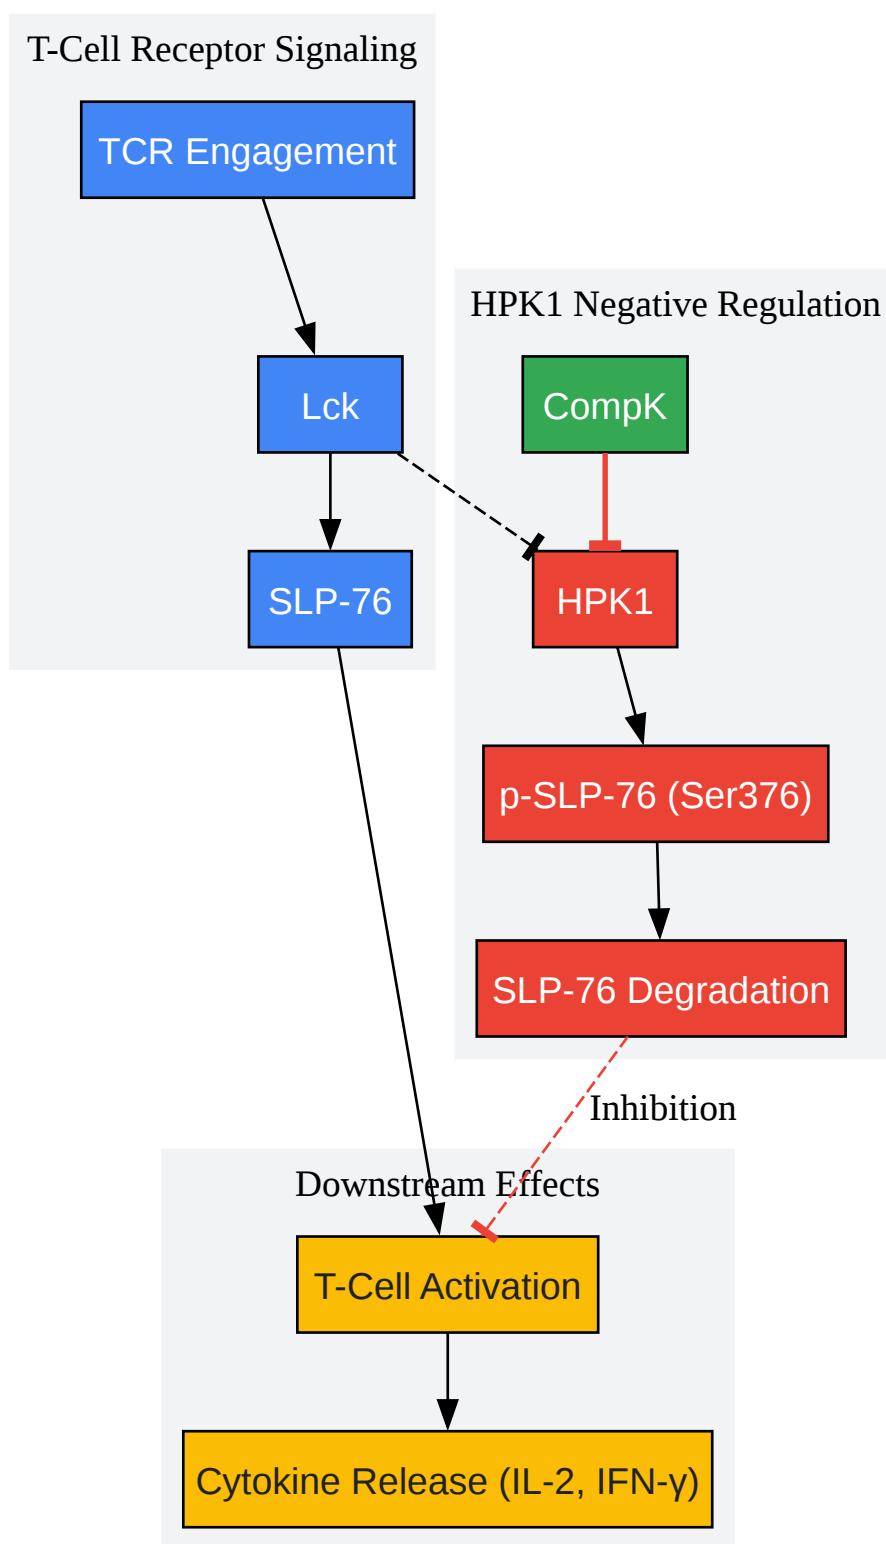 T-Cell Receptor Signaling
TCR Engagement
Lck
SLP-76
HPK1 Negative Regulation
CompK
HPK1
p-SLP-76 (Ser376)
SLP-76 Degradation
Inhibition
Downstream Effects
T-Cell Activation
Cytokine Release (IL-2, IFN-γ)